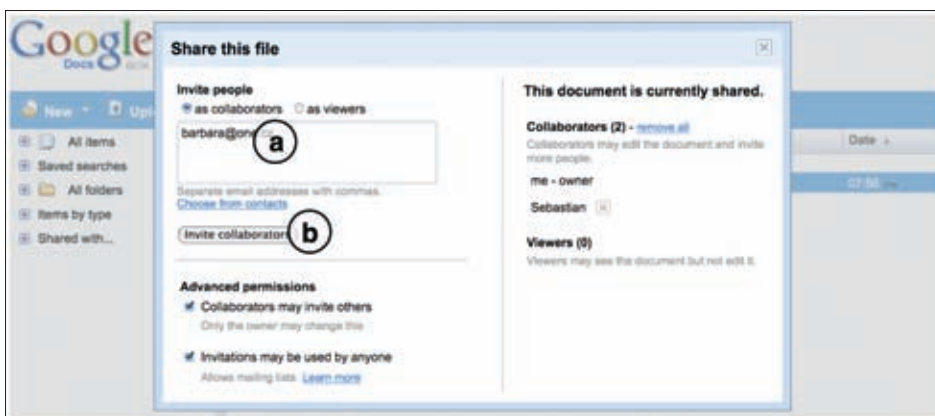 Google
Docs BETA
New
All items
Saved searches
All folders
Items by type
Shared with...
Share this file
Invite people
as collaborators as viewers
barbara@one
a
Separate email addresses with commas.
Choose from contacts
Invite collaborator
b
Advanced permissions
Collaborators may invite others
Only the owner may change this
Invitations may be used by anyone
Allows mailing lists. Learn more
This document is currently shared.
Collaborators (2) - remove all
Collaborators may edit the document and invite
more people.
me - owner
Sebastian
Viewers (0)
Viewers may see the document but not edit it.
Date